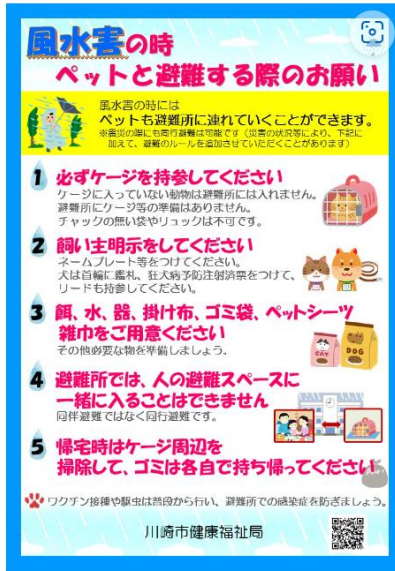 風水害の時
ペットと避難する際のお願い
風水害の時には
ペットも避難所に連れていくことができます。
※震災の際にも同行避難は可能です（災害の状況等により、下記に
加えて、避難のルールを追加させていただくことがあります）
1 必ずケージを持参してください
ケージに入っていない動物は避難所には入れません。
避難所にケージ等の準備はありません。
チャックの無い袋やリュックは不可です。
2 飼い主明示をしてください
ネームプレート等をつけてください。
犬は首輪に鑑札、狂犬病予防注射済票をつけて、
リードも持参してください。
3 餌、水、器、掛け布、ゴミ袋、ペットシーツ
雑巾をご用意ください
その他必要な物を準備しましょう。
CAT
DOG
4 避難所では、人の避難スペースに
一緒に入ることはできません
同伴避難ではなく同行避難です。
5 帰宅時はケージ周辺を
掃除して、ゴミは各自で持ち帰ってください
ワクチン接種や駆虫は普段から行い、避難所での感染症を防ぎましょう。
川崎市健康福祉局